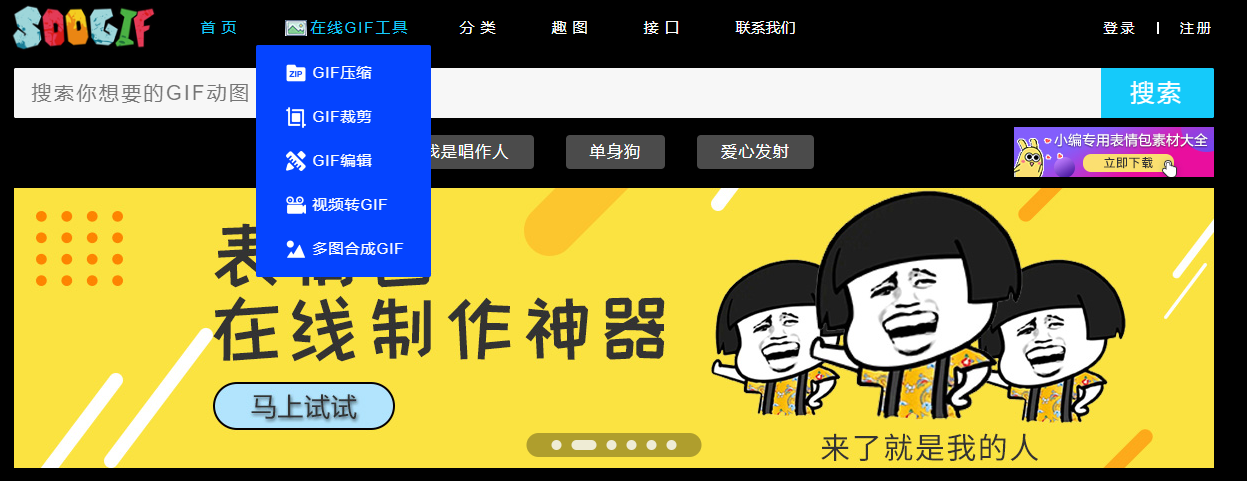 SOOGIF
首页 在线GIF工具 分类 趣图 接口 联系我们 登录 注册
GIF压缩
GIF裁剪
GIF编辑
视频转GIF
多图合成GIF
搜索你想要的GIF动图 搜索
我是唱作人 单身狗 爱心发射
小编专用表情包素材大全
立即下载
在线制作神器
马上试试
来了就是我的人
ZIP